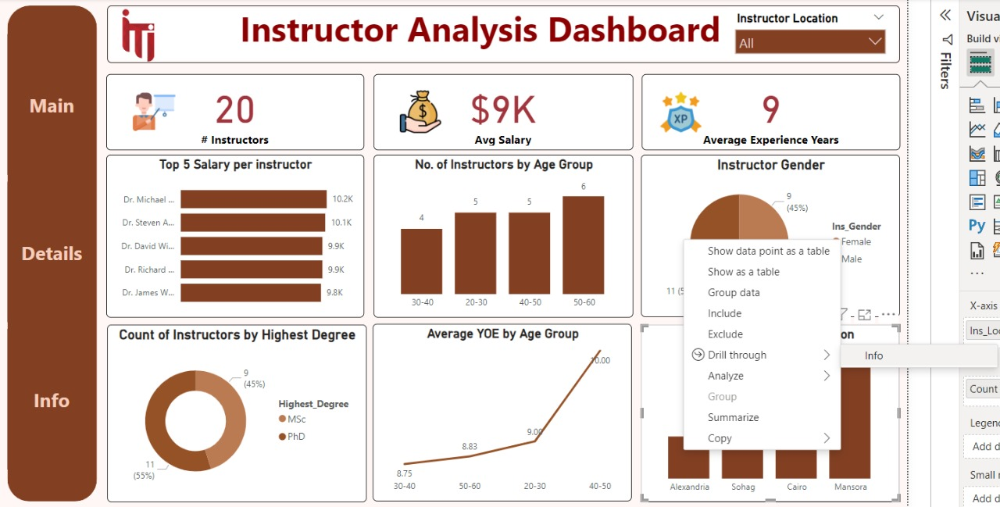 Main
Details
Info
iTi
Instructor Analysis Dashboard
Instructor Location
All
20
# Instructors
$9K
Avg Salary
XP
9
Average Experience Years
Top 5 Salary per instructor
Dr. Michael ... 10.2K
Dr. Steven A... 10.1K
Dr. David Wi... 9.9K
Dr. Richard ... 9.9K
Dr. James W... 9.8K
No. of Instructors by Age Group
4
5
5
6
30-40 20-30 40-50 50-60
Instructor Gender
9
(45%)
11 (5
Ins_Gender
Female
Male
Count of Instructors by Highest Degree
9
(45%)
11
(55%)
Highest_Degree
MSc
PhD
Average YOE by Age Group
8.75
8.83
9.00
10.00
30-40 50-60 20-30 40-50
on
Alexandria Sohag Cairo Mansora
Show data point as a table
Show as a table
Group data
Include
Exclude
Drill through
Info
Analyze
Group
Summarize
Copy
Filters
Visua
Build vi
Py
...
X-axis
Ins_Loc
Count
Legend
Add d
Small m
Add d